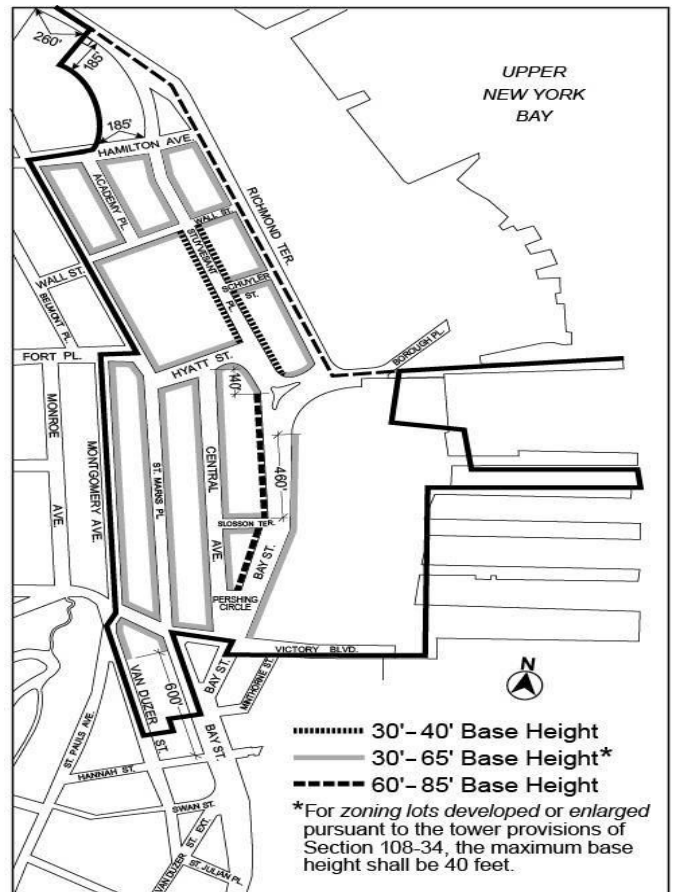 260'
185'
185'
UPPER
NEW YORK
BAY
HAMILTON AVE.
ACADEMY PL.
RICHMOND TER.
WALL ST.
STUYVESANT
PL.
SCHUYLER
ST.
WALL ST.
BELMONT PL.
BOROUGH PL.
FORT PL.
HYATT ST.
140'
MONROE
AVE.
MONTGOMERY AVE.
ST. MARKS PL
CENTRAL
AVE.
460'
SLOSSON TER.
BAY ST.
PERSHING
CIRCLE
VICTORY BLVD.
N
VAN DUZER
ST.
600'
BAY ST.
MINTHORNE ST.
BAY ST.
ST. PAULS AVE.
HANNAH ST.
SWAN ST.
VAN DUZER ST. EXT.
ST. JULIAN PL.
30'-40' Base Height
30'-65' Base Height*
60'-85' Base Height
*For zoning lots developed or enlarged
pursuant to the tower provisions of
Section 108-34, the maximum base
height shall be 40 feet.